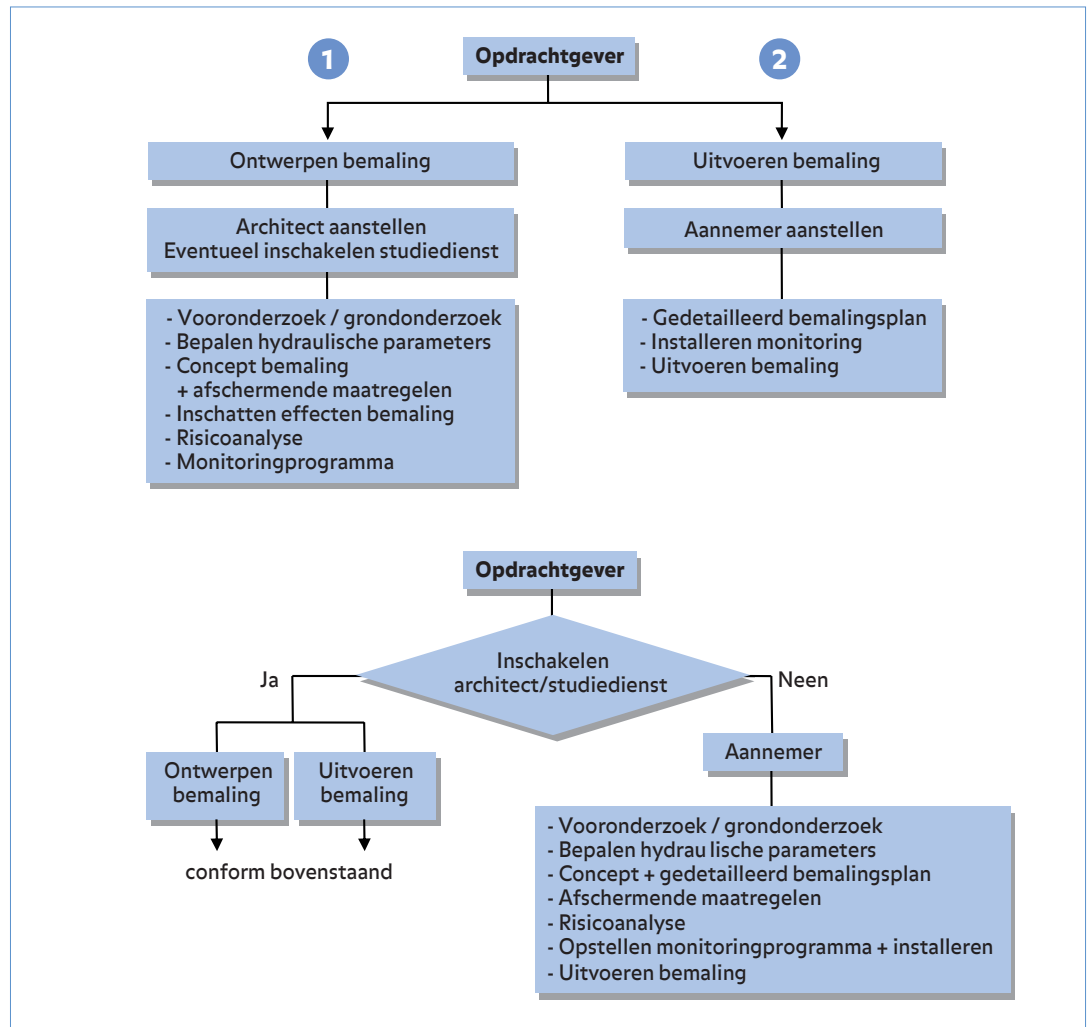 1
Opdrachtgever
2
Ontwerpen bemaling
Uitvoeren bemaling
Architect aanstellen
Eventueel inschakelen studiedienst
Aannemer aanstellen
- Vooronderzoek / grondonderzoek
- Bepalen hydraulische parameters
- Concept bemaling
+ afschermende maatregelen
- Inschatten effecten bemaling
- Risicoanalyse
- Monitoringprogramma
- Gedetailleerd bemalingsplan
- Installeren monitoring
- Uitvoeren bemaling
Opdrachtgever
Inschakelen
architect/studiedienst
Ja
Neen
Ontwerpen
bemaling
Uitvoeren
bemaling
conform bovenstaand
Aannemer
- Vooronderzoek / grondonderzoek
- Bepalen hydrau lische parameters
- Concept + gedetailleerd bemalingsplan
- Afschermende maatregelen
- Risicoanalyse
- Opstellen monitoringprogramma + installeren
- Uitvoeren bemaling